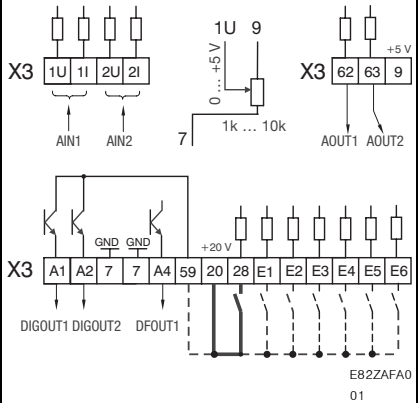 1U 9
+5 V
X3 1U 1I 2U 2I
0 ... +5 V
X3 62 63 9
1k ... 10k
7
AIN1 AIN2
AOUT1 AOUT2
GND GND
+20 V
X3 A1 A2 7 7 A4 59 20 28 E1 E2 E3 E4 E5 E6
DIGOUT1 DIGOUT2 DFOUT1
E82ZAFA0
01